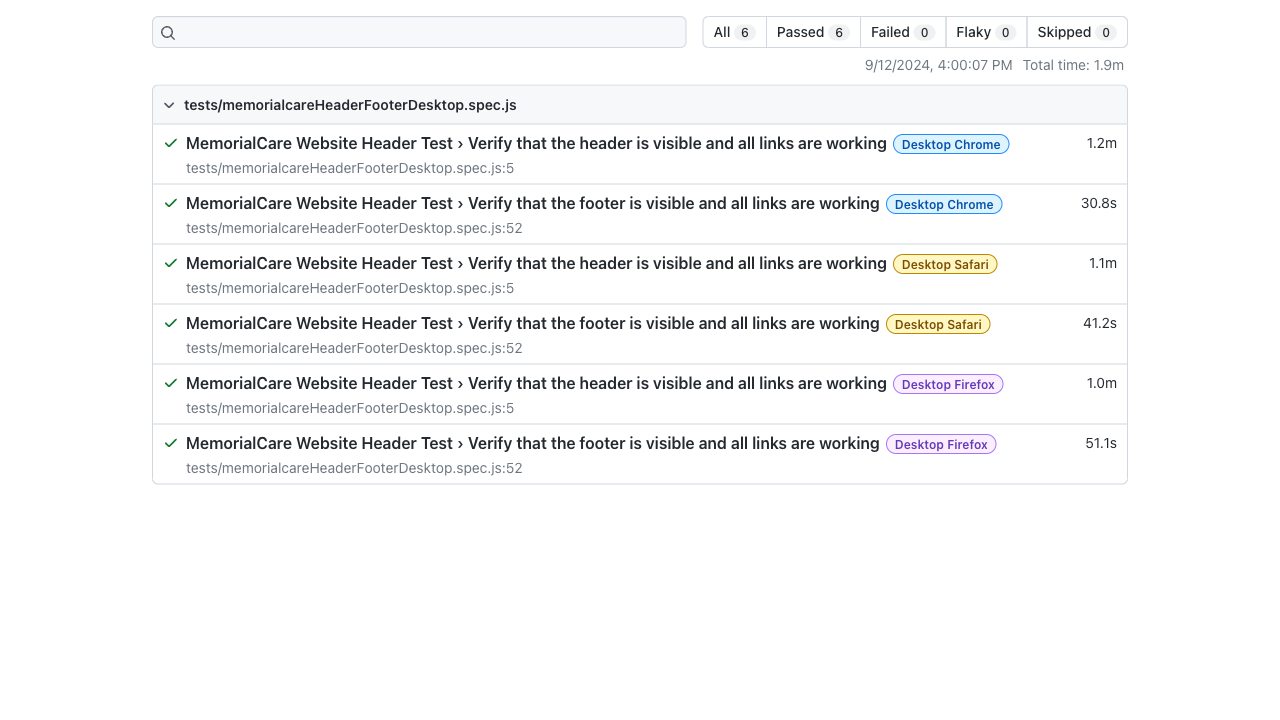 All 6 Passed 6 Failed 0 Flaky 0 Skipped 0
9/12/2024, 4:00:07 PM Total time: 1.9m
tests/memorialcareHeaderFooterDesktop.spec.js
MemorialCare Website Header Test › Verify that the header is visible and all links are working Desktop Chrome 1.2m
tests/memorialcareHeaderFooterDesktop.spec.js:5
MemorialCare Website Header Test › Verify that the footer is visible and all links are working Desktop Chrome 30.8s
tests/memorialcareHeaderFooterDesktop.spec.js:52
MemorialCare Website Header Test › Verify that the header is visible and all links are working Desktop Safari 1.1m
tests/memorialcareHeaderFooterDesktop.spec.js:5
MemorialCare Website Header Test › Verify that the footer is visible and all links are working Desktop Safari 41.2s
tests/memorialcareHeaderFooterDesktop.spec.js:52
MemorialCare Website Header Test › Verify that the header is visible and all links are working Desktop Firefox 1.0m
tests/memorialcareHeaderFooterDesktop.spec.js:5
MemorialCare Website Header Test › Verify that the footer is visible and all links are working Desktop Firefox 51.1s
tests/memorialcareHeaderFooterDesktop.spec.js:52